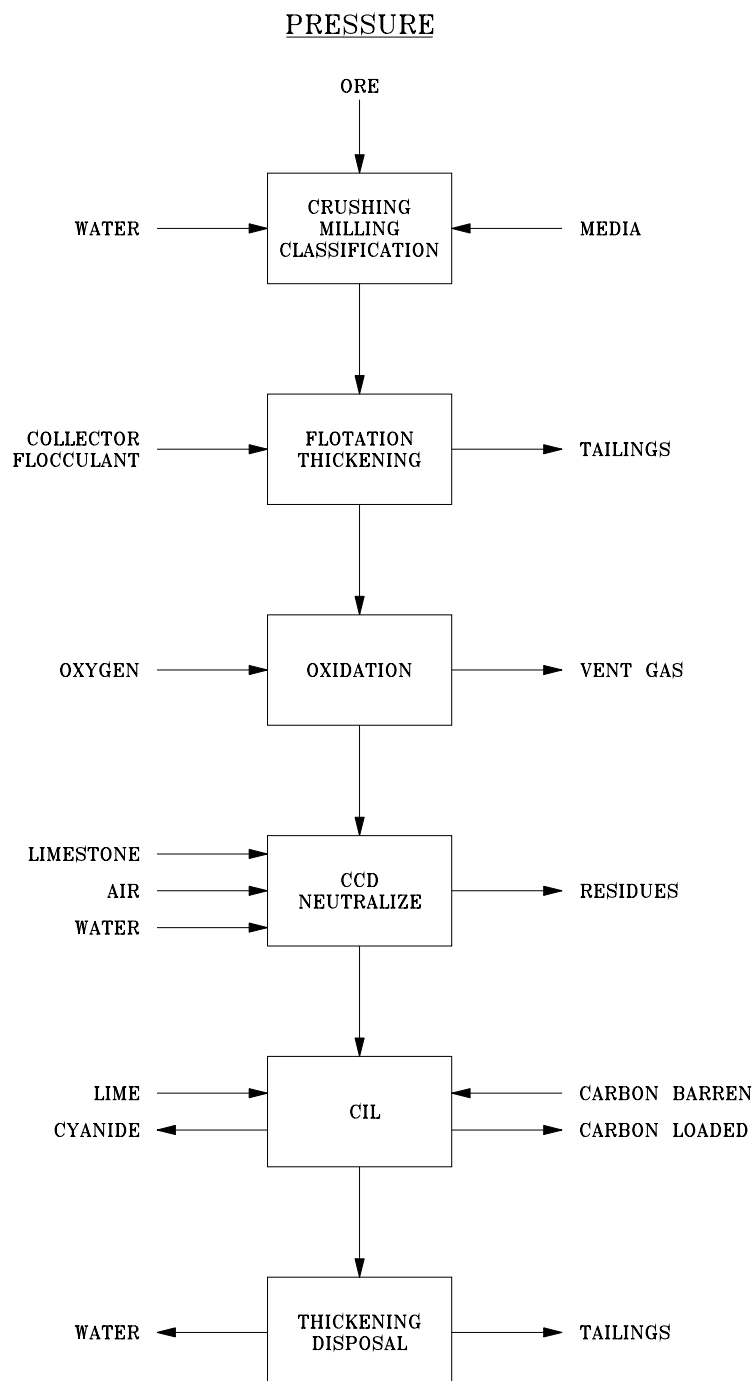 PRESSURE
ORE
WATER
CRUSHING
MILLING
CLASSIFICATION
MEDIA
COLLECTOR
FLOCCULANT
FLOTATION
THICKENING
TAILINGS
OXYGEN
OXIDATION
VENT GAS
LIMESTONE
AIR
WATER
CCD
NEUTRALIZE
RESIDUES
LIME
CYANIDE
CIL
CARBON BARREN
CARBON LOADED
WATER
THICKENING
DISPOSAL
TAILINGS